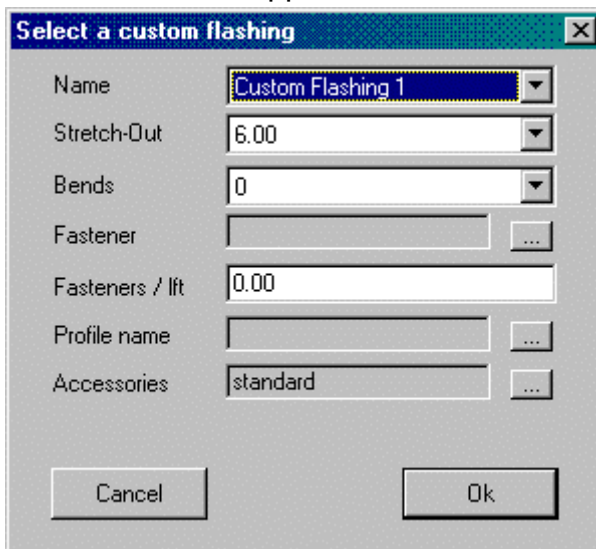 Select a custom flashing
Name Custom Flashing 1
Stretch-Out 6.00
Bends 0
Fastener ...
Fasteners / lft 0.00
Profile name ...
Accessories standard ...
Cancel Ok